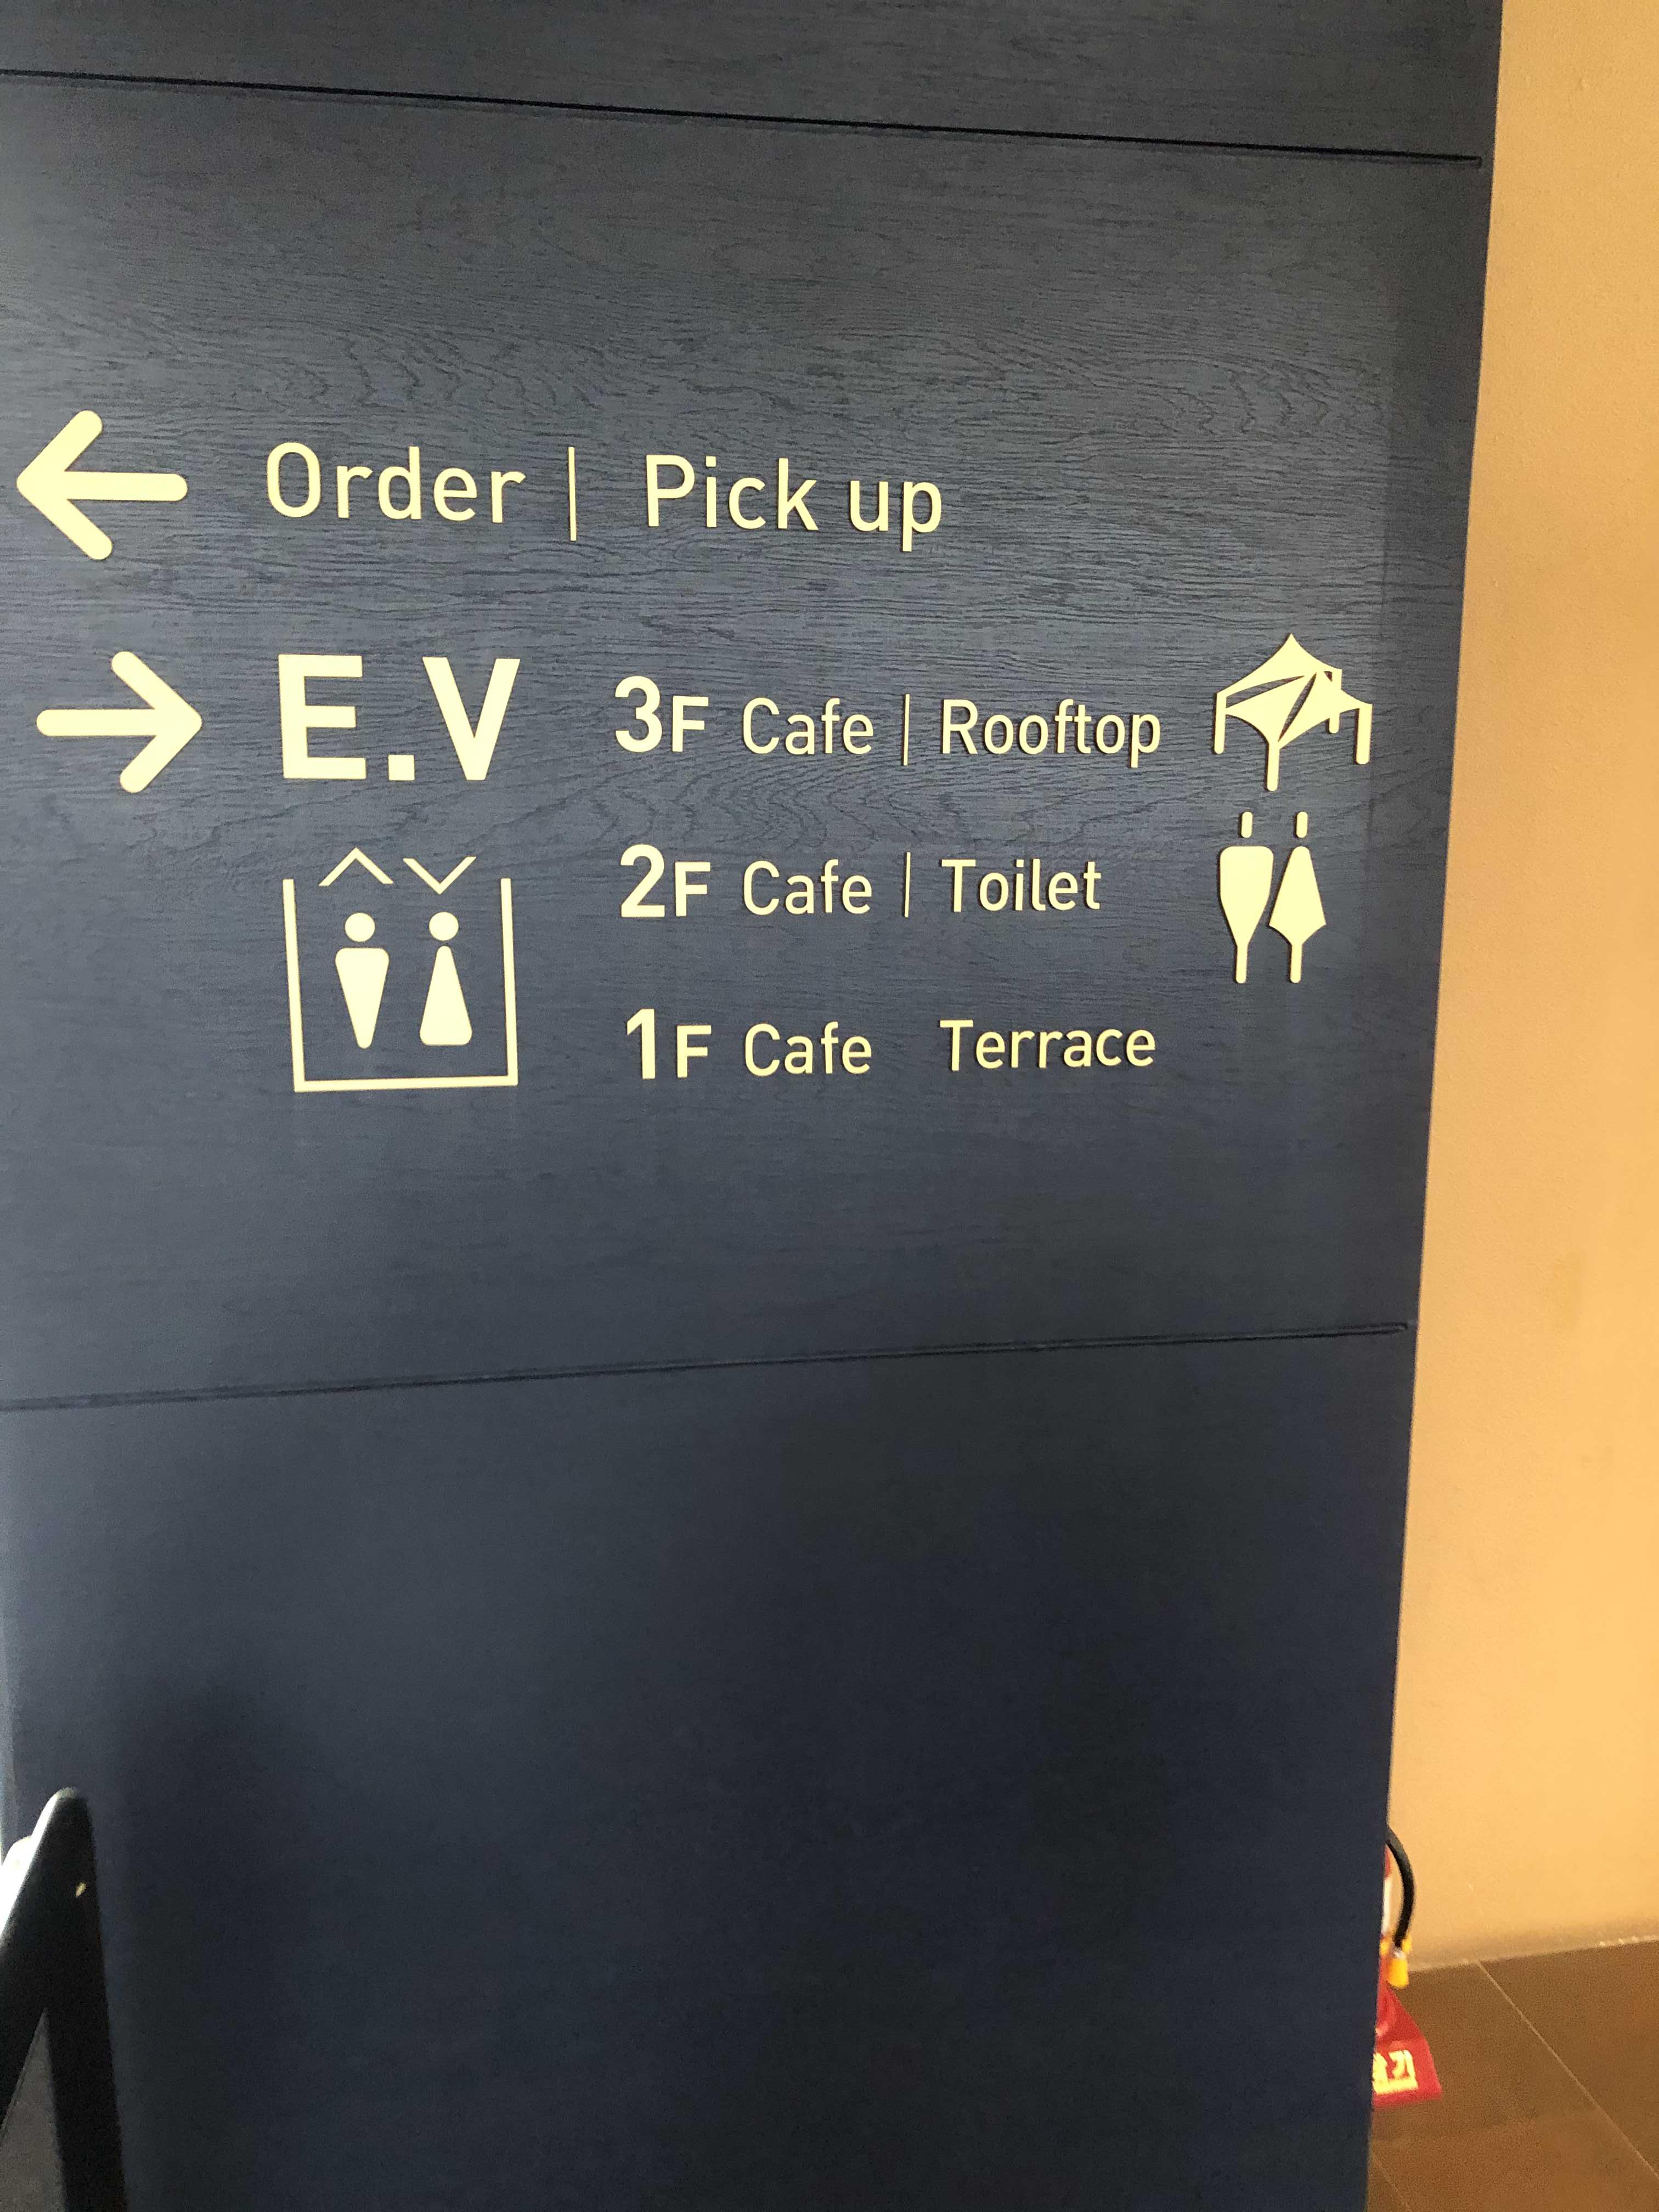 Order | Pick up
E.V
3F Cafe | Rooftop
2F Cafe | Toilet
1F Cafe Terrace